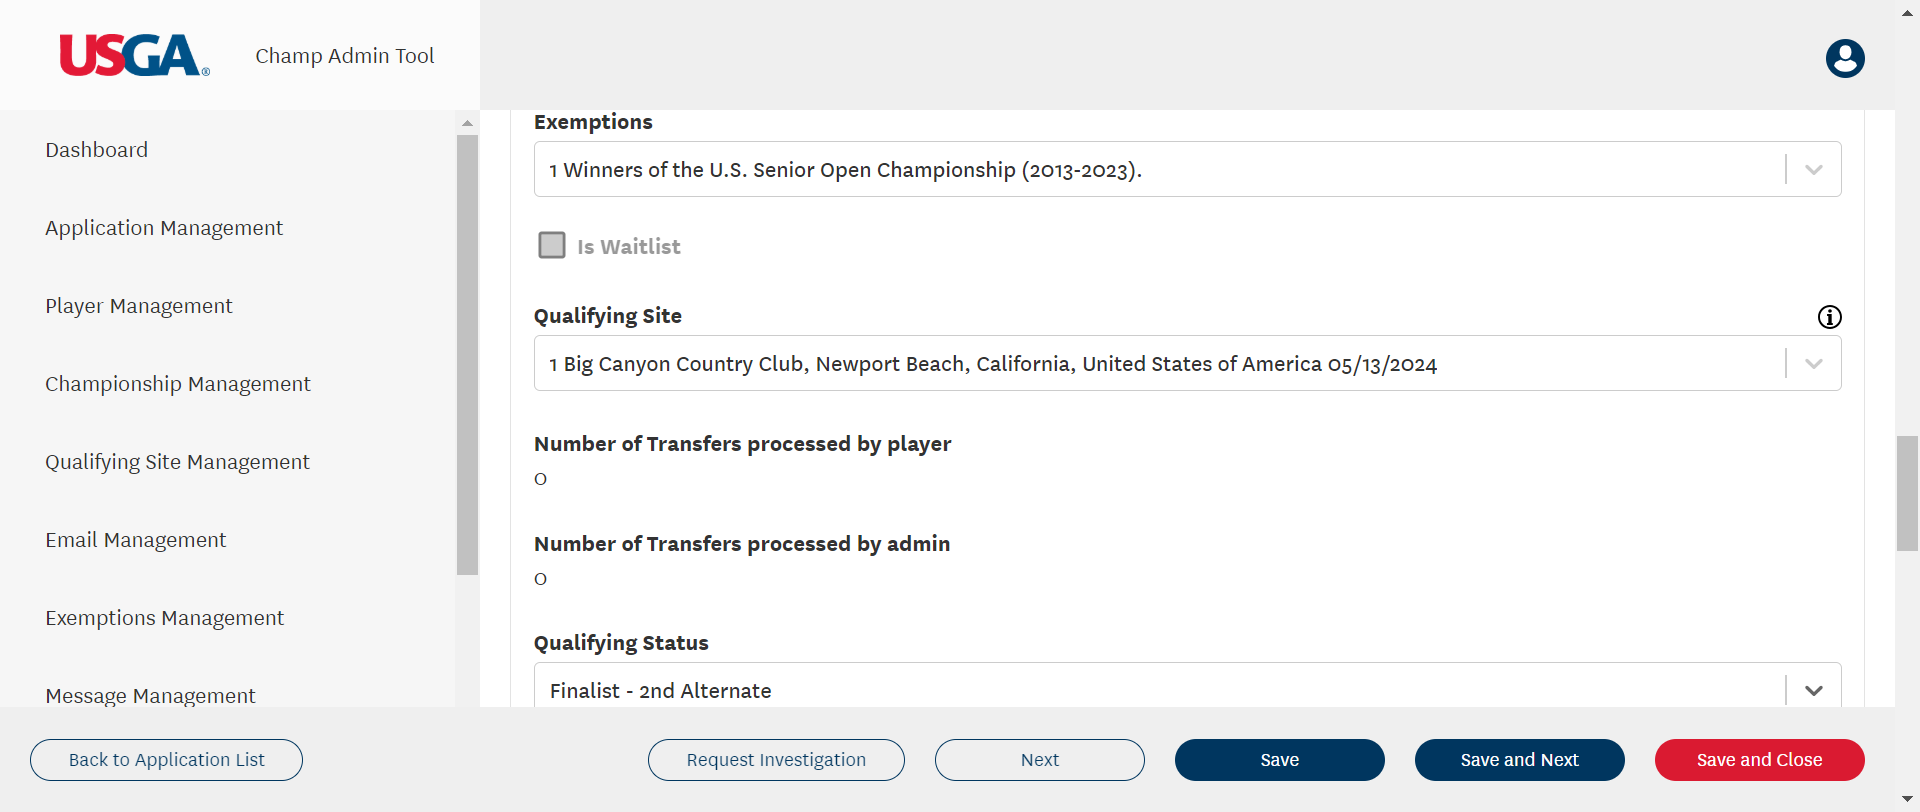 USGA®
Champ Admin Tool
Dashboard
Application Management
Player Management
Championship Management
Qualifying Site Management
Email Management
Exemptions Management
Message Management
Exemptions
1 Winners of the U.S. Senior Open Championship (2013-2023).
Is Waitlist
Qualifying Site
1 Big Canyon Country Club, Newport Beach, California, United States of America 05/13/2024
Number of Transfers processed by player
0
Number of Transfers processed by admin
0
Qualifying Status
Finalist - 2nd Alternate
Back to Application List
Request Investigation
Next
Save
Save and Next
Save and Close